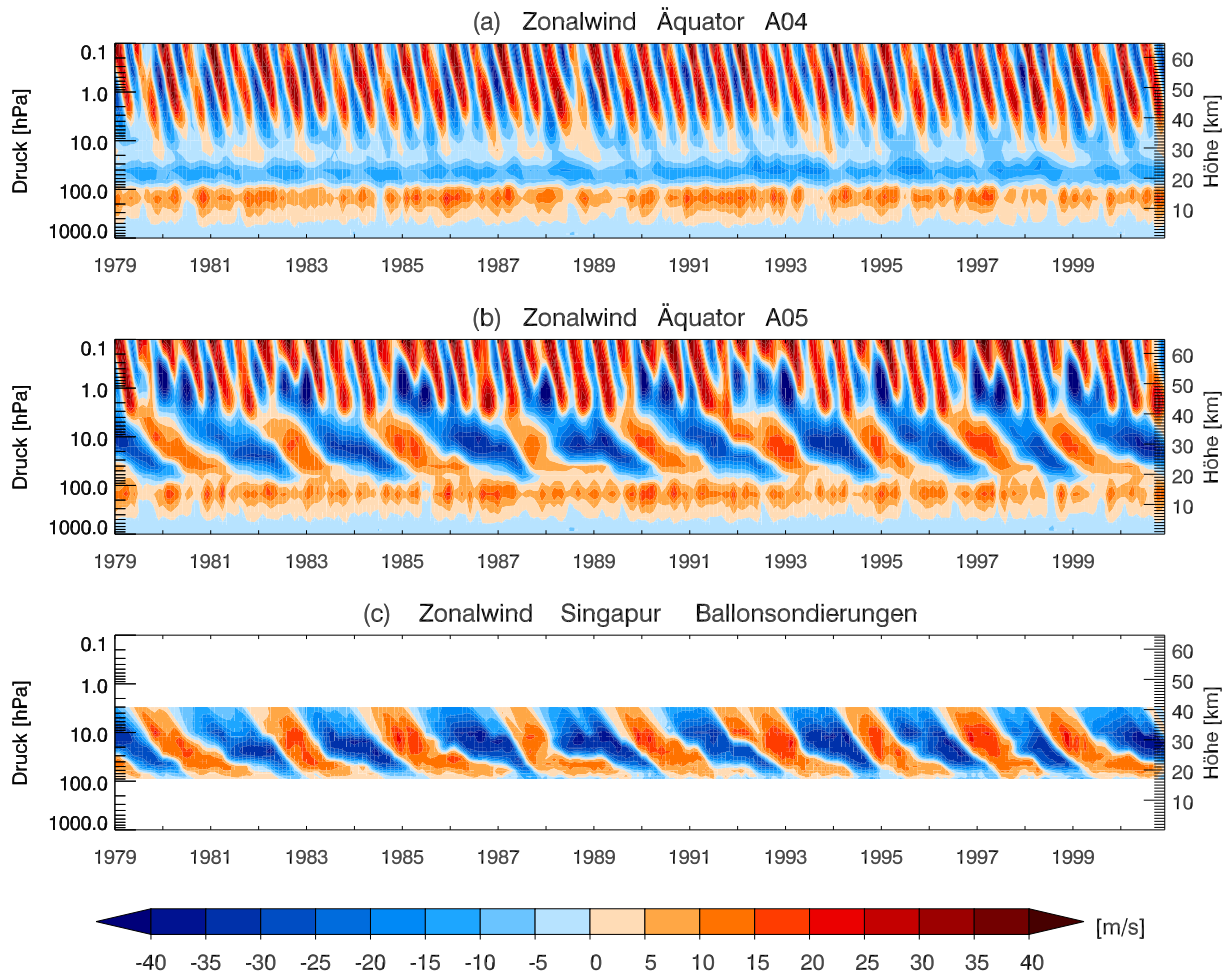 (a) Zonalwind Äquator A04
Druck [hPa]
0.1
1.0
10.0
100.0
1000.0
60
50
40
30
20
10
Höhe [km]
1979 1981 1983 1985 1987 1989 1991 1993 1995 1997 1999
(b) Zonalwind Äquator A05
Druck [hPa]
0.1
1.0
10.0
100.0
1000.0
60
50
40
30
20
10
Höhe [km]
1979 1981 1983 1985 1987 1989 1991 1993 1995 1997 1999
(c) Zonalwind Singapur Ballonsondierungen
Druck [hPa]
0.1
1.0
10.0
100.0
1000.0
60
50
40
30
20
10
Höhe [km]
1979 1981 1983 1985 1987 1989 1991 1993 1995 1997 1999
[m/s]
-40 -35 -30 -25 -20 -15 -10 -5 0 5 10 15 20 25 30 35 40